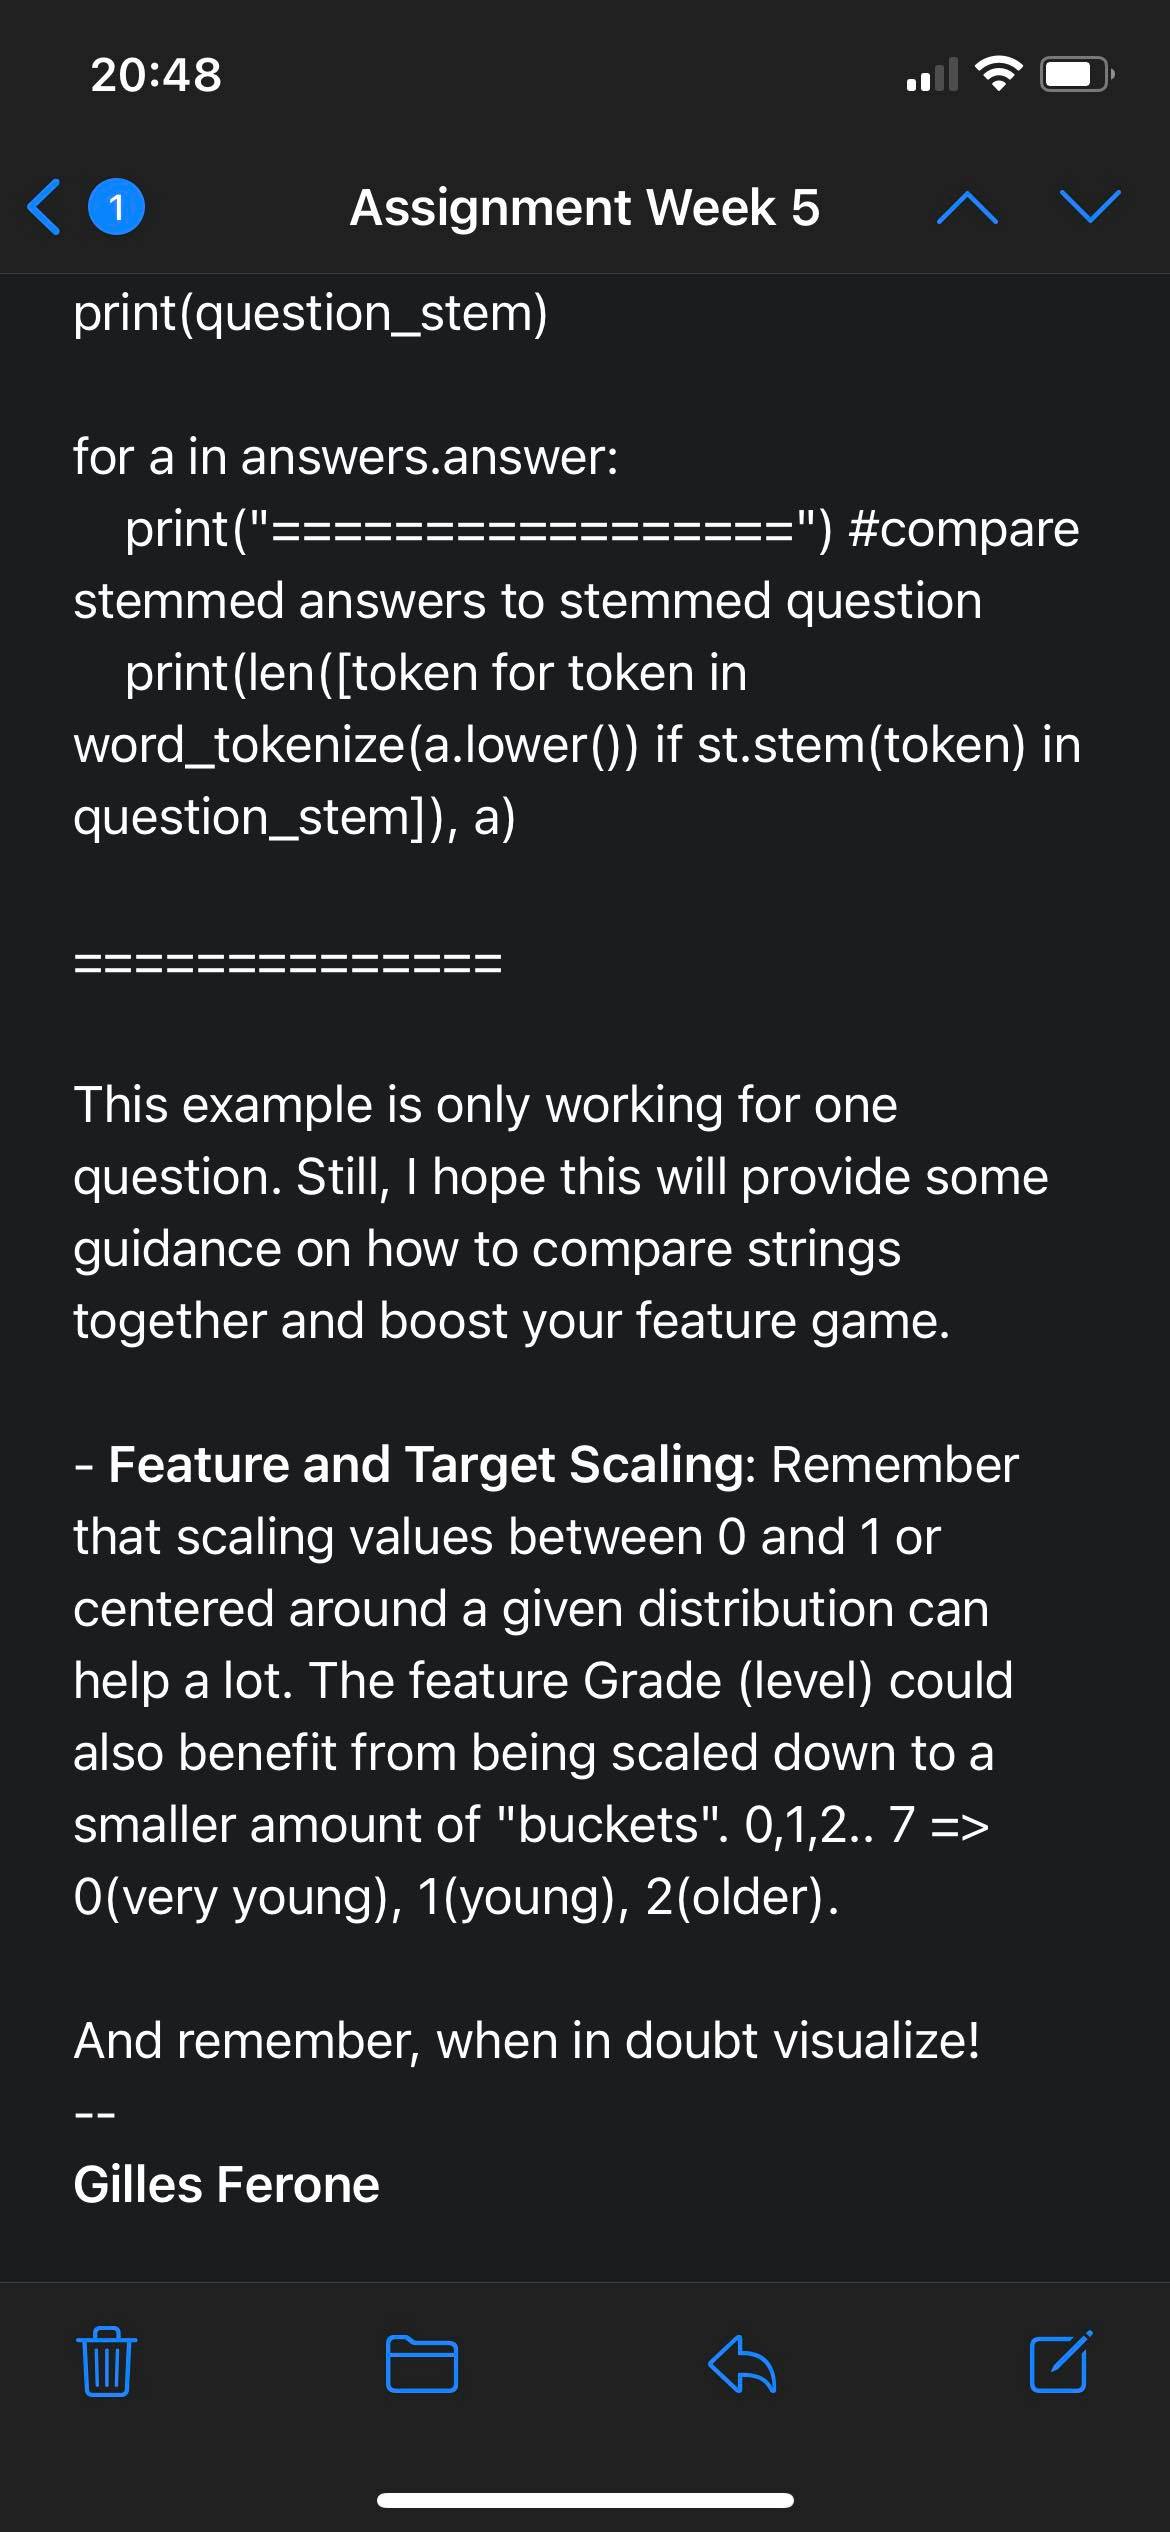 20:48
1
Assignment Week 5
print(question_stem)
for a in answers.answer:
print("=================") #compare
stemmed answers to stemmed question
print(len([token for token in
word_tokenize(a.lower()) if st.stem(token) in
question_stem]), a)
==============
This example is only working for one
question. Still, I hope this will provide some
guidance on how to compare strings
together and boost your feature game.
- Feature and Target Scaling: Remember
that scaling values between 0 and 1 or
centered around a given distribution can
help a lot. The feature Grade (level) could
also benefit from being scaled down to a
smaller amount of "buckets". 0,1,2.. 7 =>
0(very young), 1(young), 2(older).
And remember, when in doubt visualize!
--
Gilles Ferone